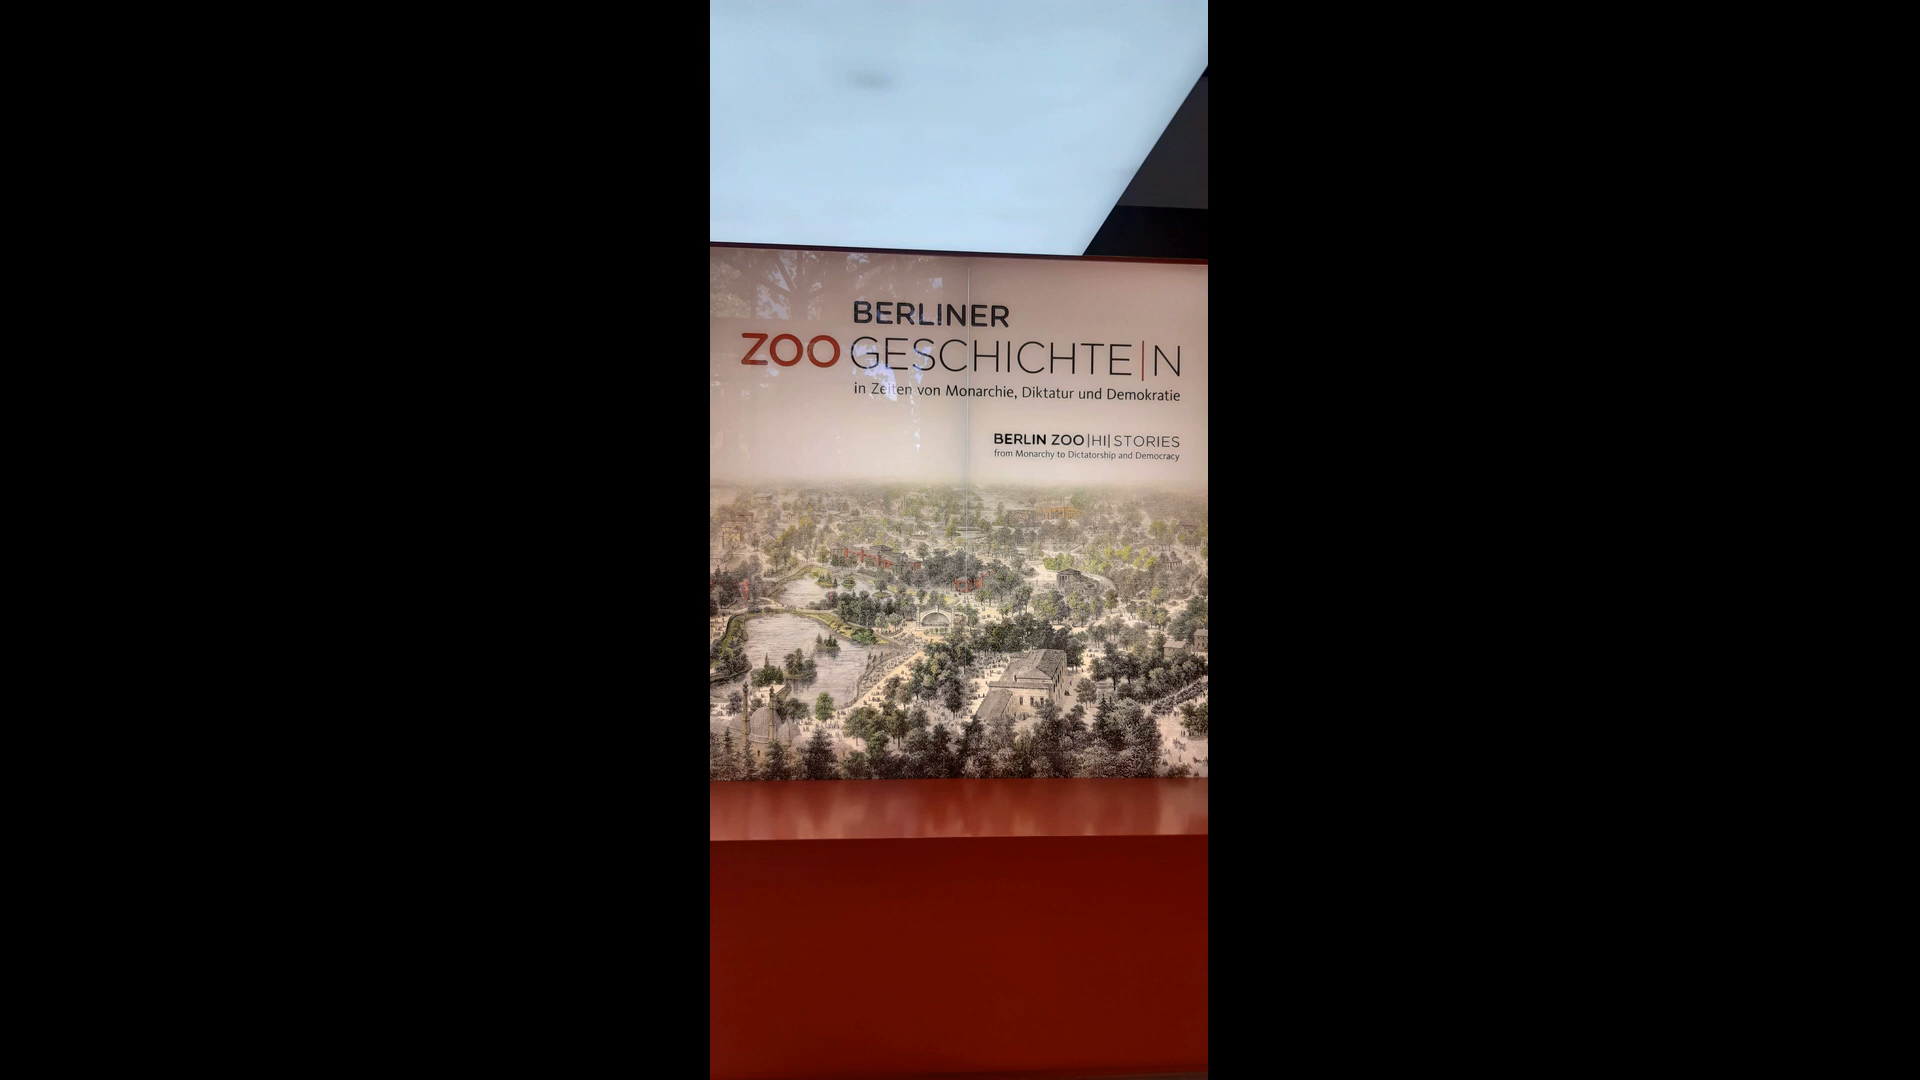 BERLINER
ZOO GESCHICHTE|N
in Zeiten von Monarchie, Diktatur und Demokratie
BERLIN ZOO|HI|STORIES
from Monarchy to Dictatorship and Democracy